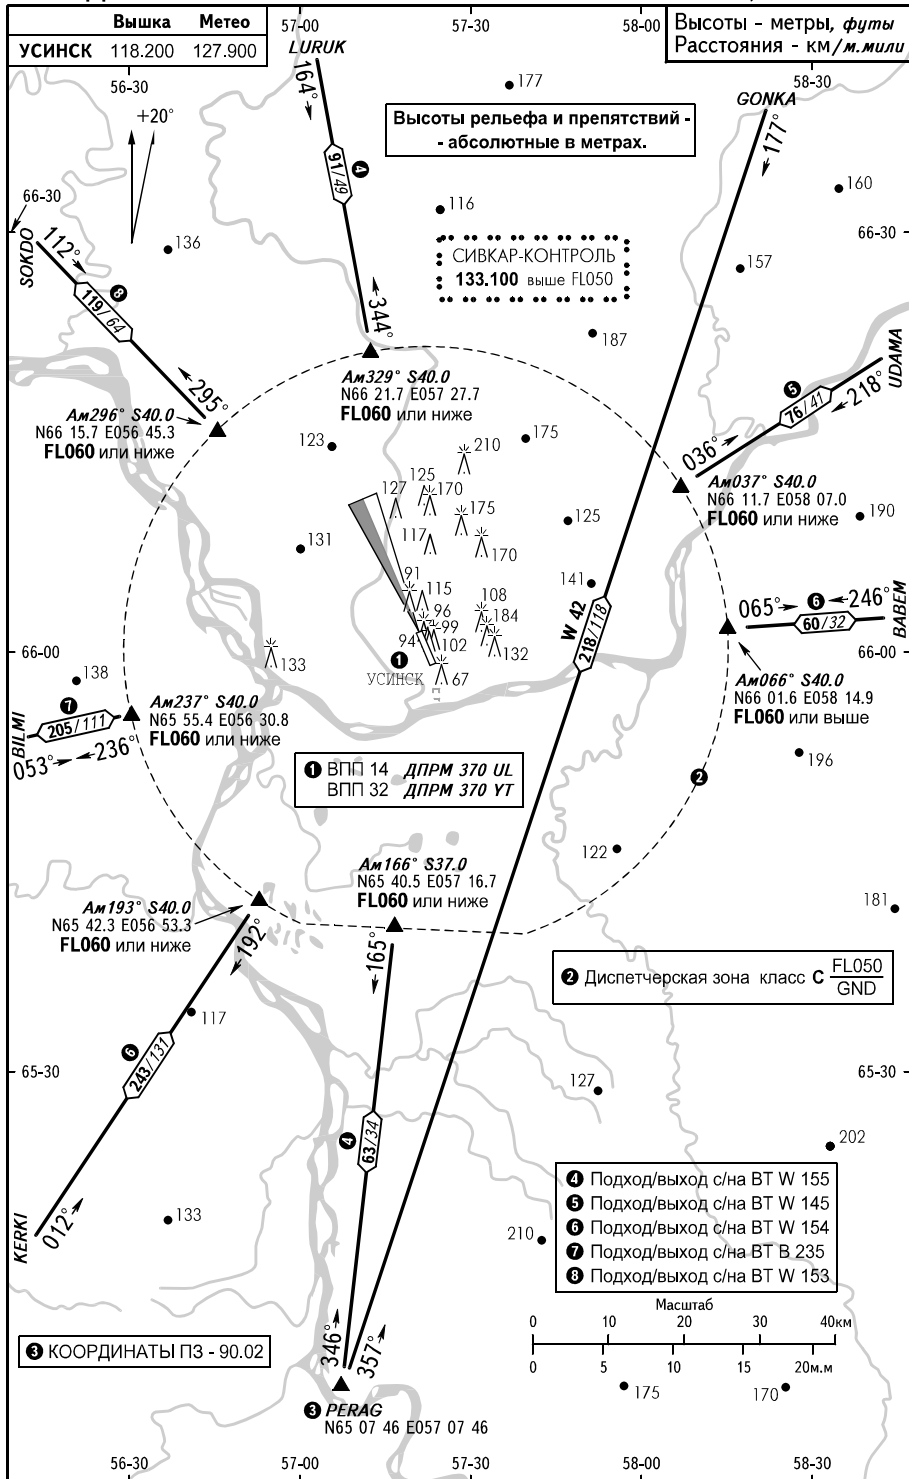 Вышка Метео
УСИНСК 118.200 127.900
57-00
57-30
58-00
Высоты - метры, футы
Расстояния - км/м.мили
56-30
58-30
LURUK
164°
177
GONKA
177°
+20°
Высоты рельефа и препятствий -
- абсолютные в метрах.
91/49
4
160
66-30
116
SOKDO
112°
136
66-30
СИВКАР-КОНТРОЛЬ
133.100 выше FL050
157
8
119/64
344°
187
UDAMA
Ам329° S40.0
N66 21.7 E057 27.7
FL060 или ниже
5
76/41
218°
295°
Ам296° S40.0
N66 15.7 E056 45.3
FL060 или ниже
036°
123
210
175
Ам037° S40.0
N66 11.7 E058 07.0
FL060 или ниже
125
127
170
175
125
190
131
117
170
91
115
141
108
065°
6
246°
60/32
BABEM
W 42
218/118
96
184
99
94
102
132
133
1
УСИНСК
67
66-00
66-00
138
Ам066° S40.0
N66 01.6 E058 14.9
FL060 или выше
Ам237° S40.0
N65 55.4 E056 30.8
FL060 или ниже
7
205/111
BILMI
053°
236°
196
1 ВПП 14 ДПРМ 370 UL
ВПП 32 ДПРМ 370 YT
2
122
Ам166° S37.0
N65 40.5 E057 16.7
FL060 или ниже
181
Ам193° S40.0
N65 42.3 E056 53.3
FL060 или ниже
192°
165°
2 Диспетчерская зона класс C FL050
GND
117
6
243/131
65-30
65-30
127
202
4
63/34
4 Подход/выход с/на ВТ W 155
5 Подход/выход с/на ВТ W 145
6 Подход/выход с/на ВТ W 154
7 Подход/выход с/на ВТ B 235
8 Подход/выход с/на ВТ W 153
KERKI
012°
133
210
Масштаб
0 10 20 30 40км
0 5 10 15 20м.м
346°
357°
3 КООРДИНАТЫ ПЗ - 90.02
175
170
3 PERAG
N65 07 46 E057 07 46
56-30
57-00
57-30
58-00
58-30